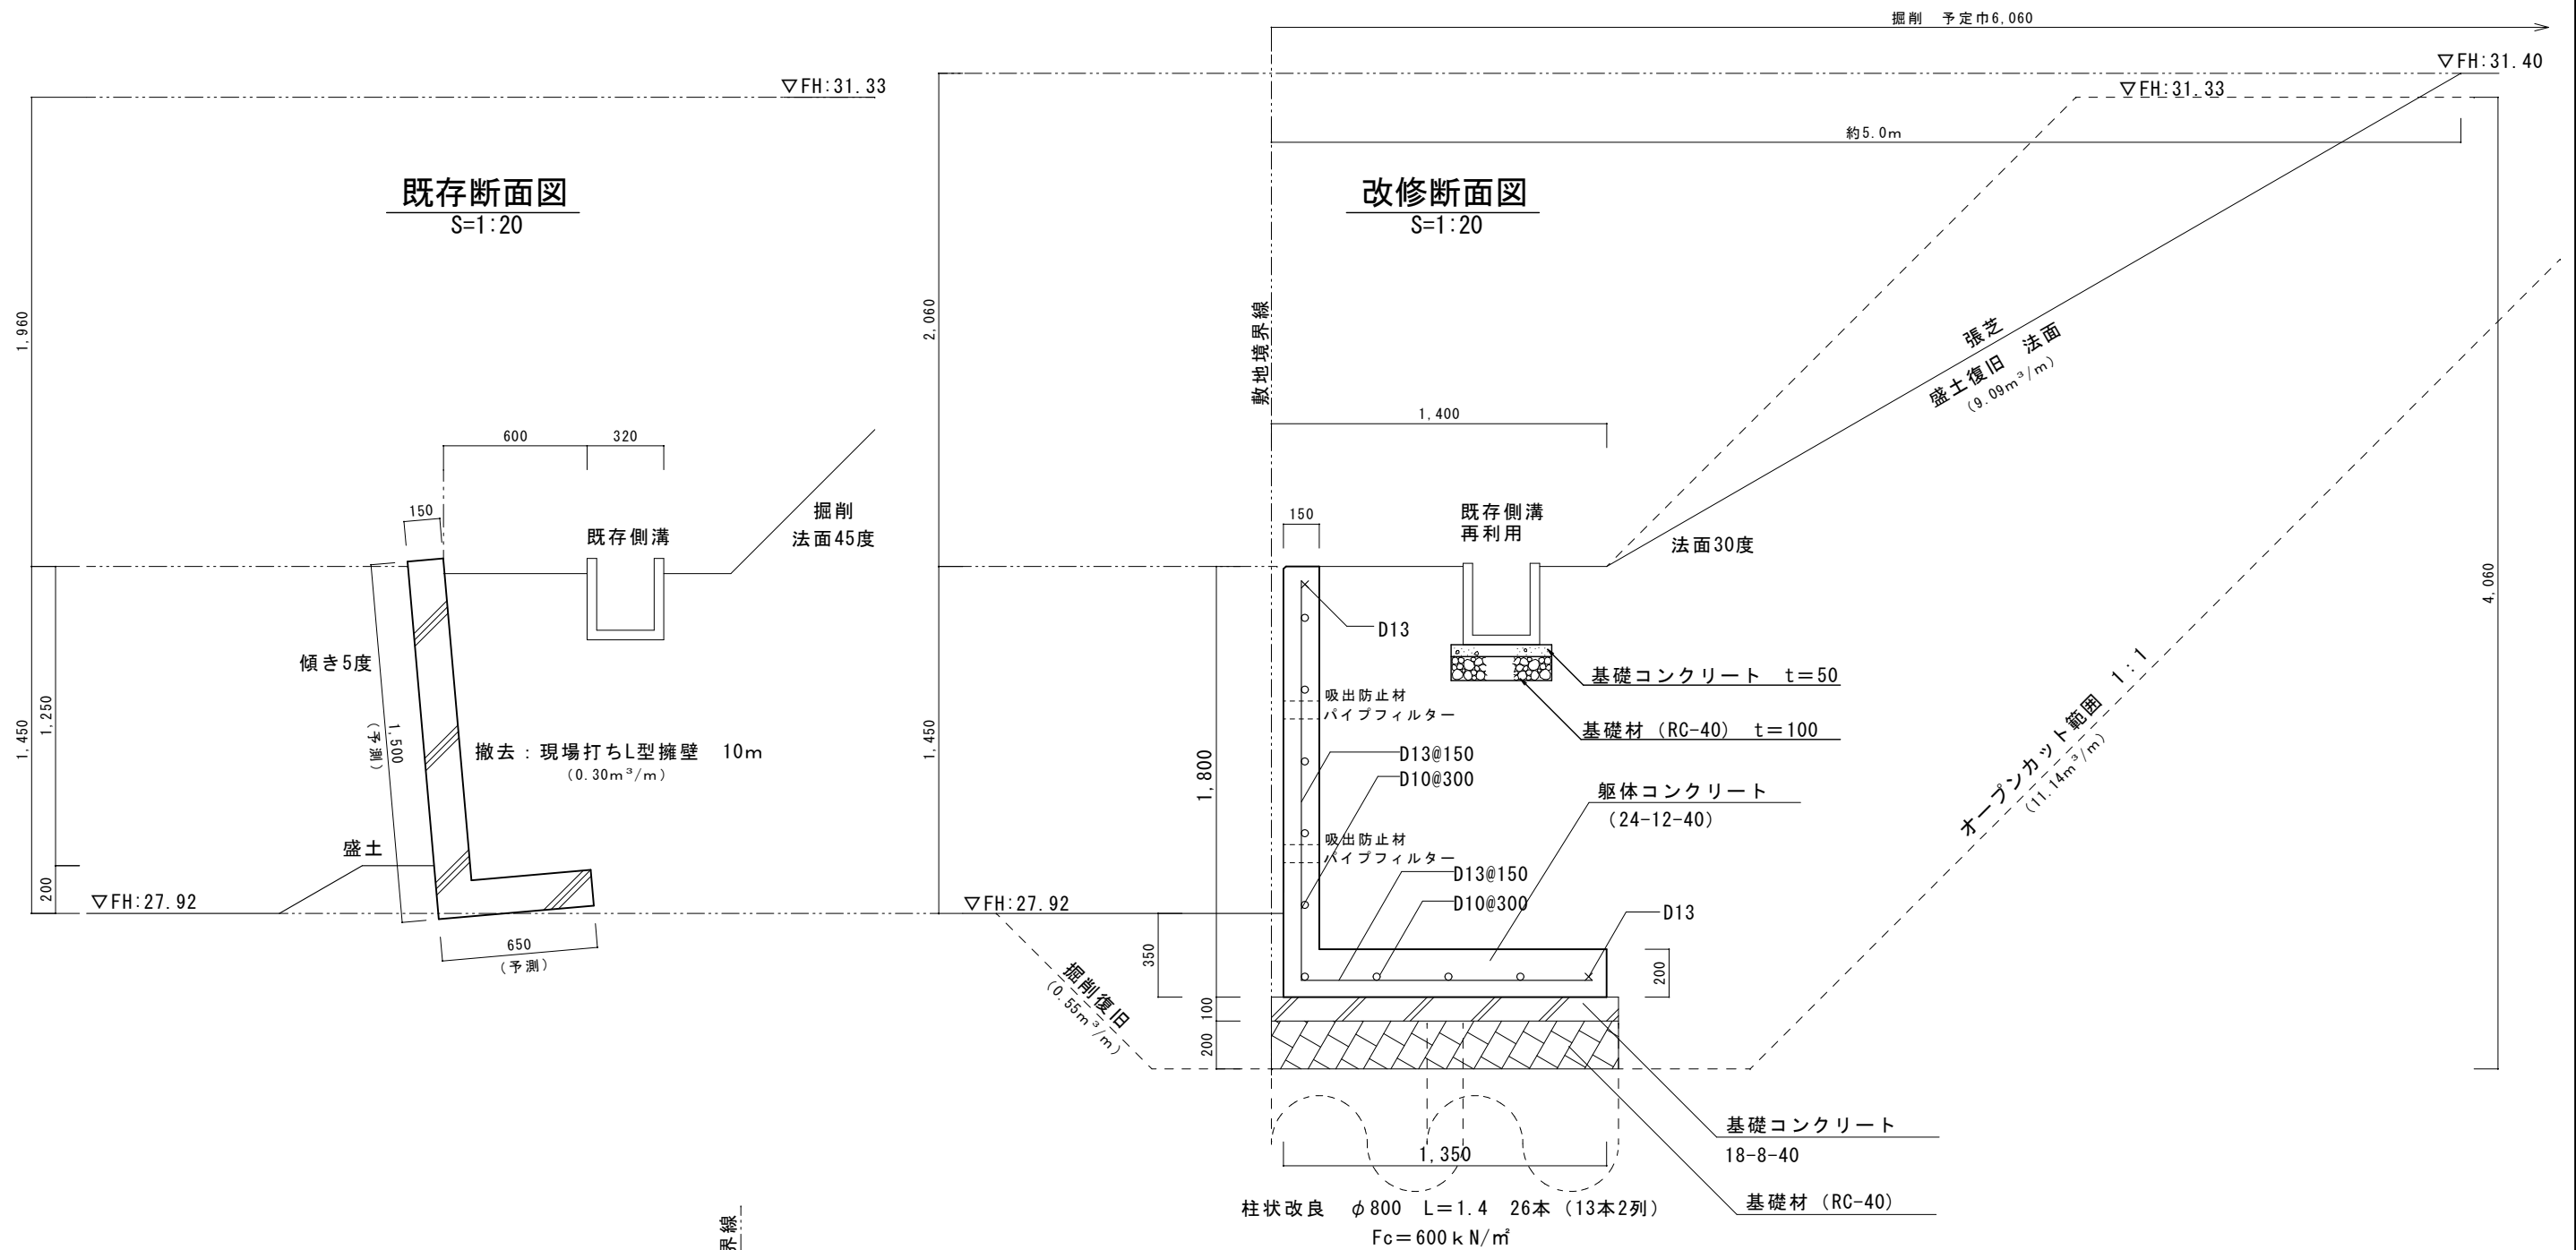 掘削　予定巾6,060
▽FH:31.33
▽FH:31.40
▽FH:31.33
約5.0m
既存断面図
S=1:20
改修断面図
S=1:20
1,960
2,060
敷地境界線
張芝
盛土復旧　法面
(9.09m³/m)
600
320
1,400
150
掘削
法面45度
既存側溝
150
既存側溝
再利用
法面30度
4,060
傾き5度
1,450
1,250
200
1,500
(予測)
撤去：現場打ちL型擁壁　10m
(0.30m³/m)
盛土
▽FH:27.92
650
(予測)
1,450
1,800
D13
基礎コンクリート　t＝50
吸出防止材
パイプフィルター
基礎材（RC-40)　t＝100
D13@150
D10@300
躯体コンクリート
(24-12-40)
吸出防止材
パイプフィルター
D13@150
D10@300
D13
オープンカット範囲　1：1
(11.14m³/m)
▽FH:27.92
350
200
掘削復旧
(0.55m³/m)
100
200
基礎コンクリート
18-8-40
1,350
基礎材（RC-40)
柱状改良　φ800　L＝1.4　26本（13本2列）
Fc＝600ｋN/㎡
界線